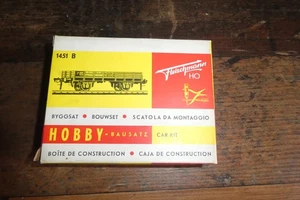 1451 B
Fleischmann
HO
BYGGSAT • BOUWSET • SCATOLA DA MONTAGGIO
HOBBY - BAUSATZ CAR KIT
BOÎTE DE CONSTRUCTION • CAJA DE CONSTRUCCION